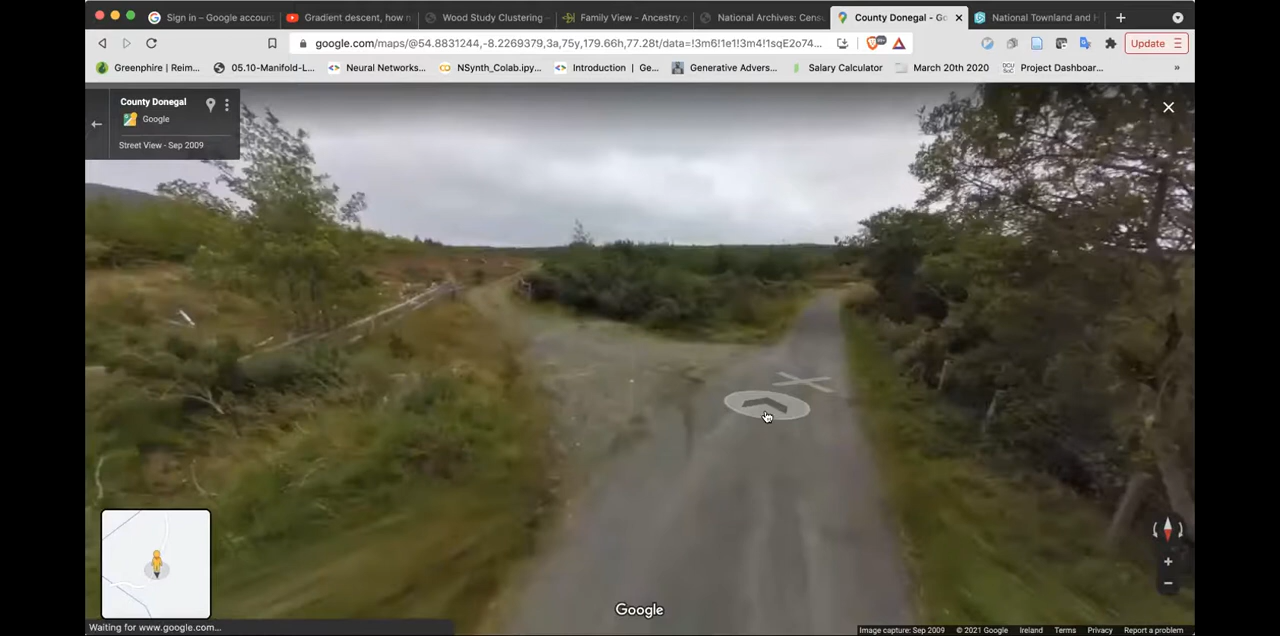 Sign in – Google accoun
Gradient descent, how n
Wood Study Clustering –
Family View - Ancestry.c
National Archives: Cens
County Donegal - Go
National Townland and H
google.com/maps/@54.8831244,-8.2269379,3a,75y,179.66h,77.28t/data=!3m6!1e1!3m4!1sqE2o74...
99+
Update
Greenphire | Reim...
05.10-Manifold-L...
Neural Networks...
NSynth_Colab.ipy...
Introduction | Ge...
Generative Advers...
Salary Calculator
March 20th 2020
Project Dashboar...
»
County Donegal
Google
Street View - Sep 2009
Google
Waiting for www.google.com...
Image capture: Sep 2009 © 2021 Google Ireland Terms Privacy Report a problem